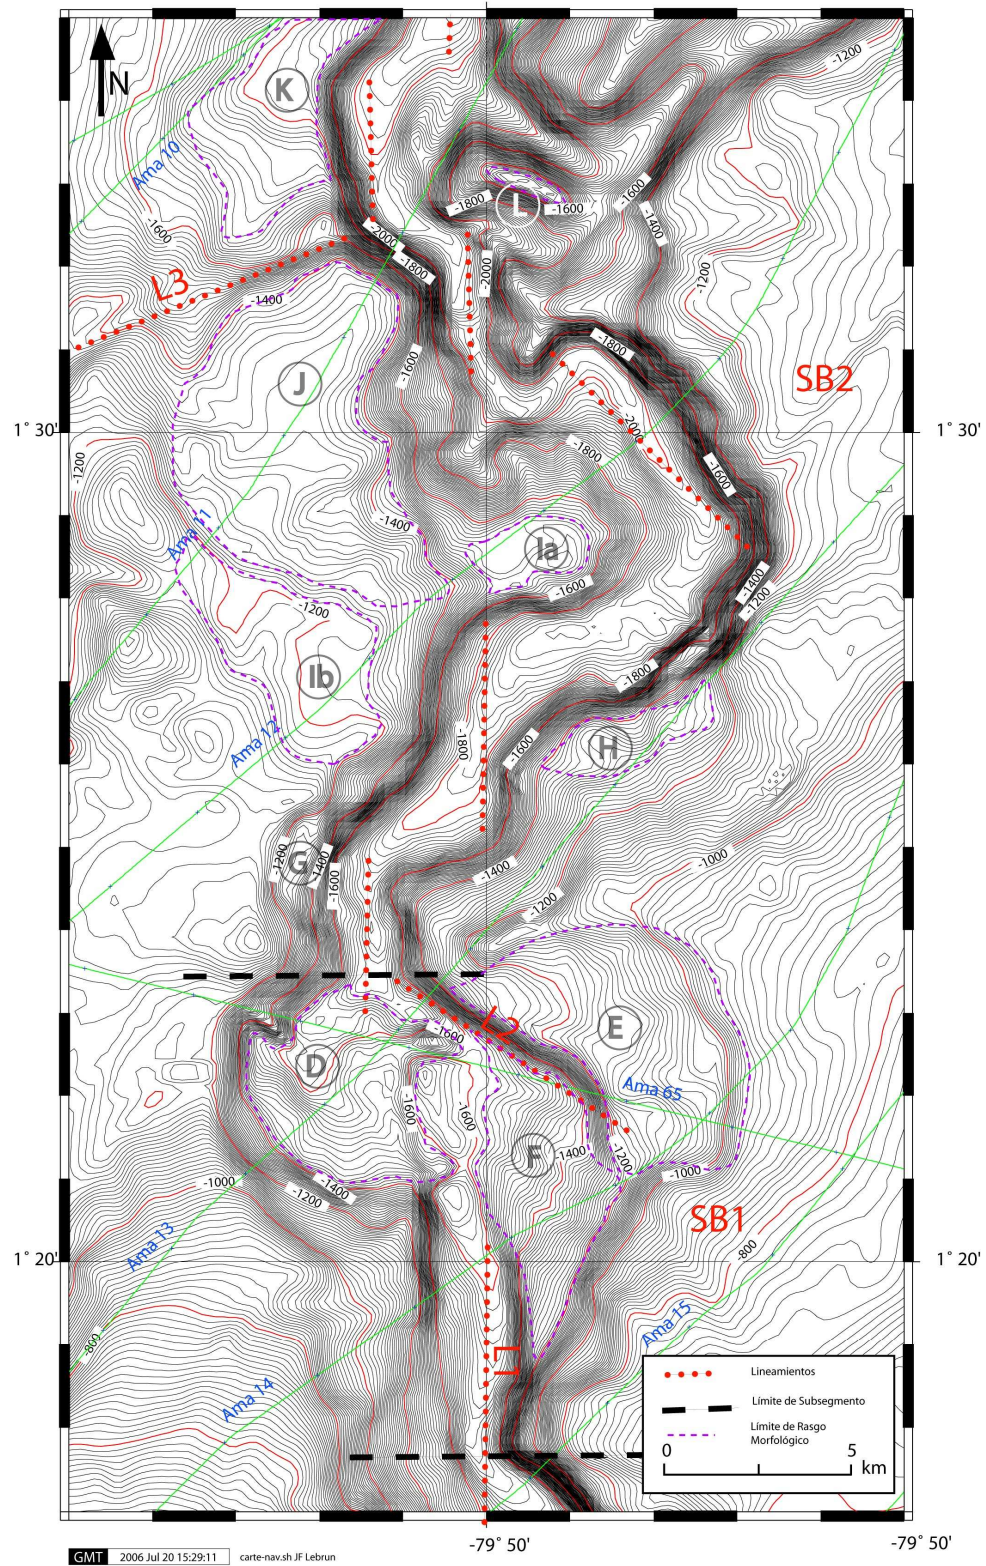 -1200
N
K
Ama 10
-1600
-1800
L
-1600
-1600
-1400
-2000
-1800
-2000
-1200
L3
-1400
J
-1600
-1800
SB2
-2000
1° 30'
1° 30'
-1200
-1800
-1600
Ama 11
-1400
Ia
-1600
-1400
-1200
-1200
Ib
-1800
Ama 12
-1800
-1600
H
-1200
G
-1400
-1600
-1400
-1000
-1200
L2
E
-1600
D
Ama 65
-1600
-1600
F
-1400
-1200
-1000
-1000
-1200
-1400
SB1
Ama 13
-800
1° 20'
1° 20'
Ama 15
-800
L1
Ama 14
Lineamientos
Límite de Subsegmento
Límite de Rasgo
Morfológico
0 5
km
-79° 50'
-79° 50'
GMT 2006 Jul 20 15:29:11 carte-nav.sh JF Lebrun